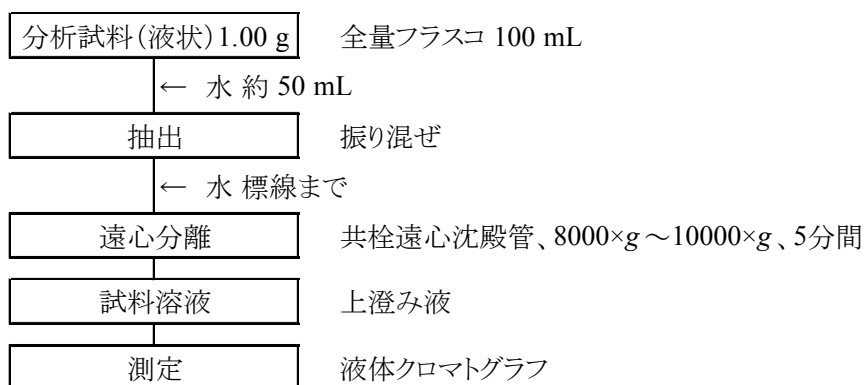 分析試料(液状)1.00 g 全量フラスコ 100 mL
← 水 約 50 mL
抽出 振り混ぜ
← 水 標線まで
遠心分離 共栓遠心沈殿管、8000×g～10000×g、5分間
試料溶液 上澄み液
測定 液体クロマトグラフ